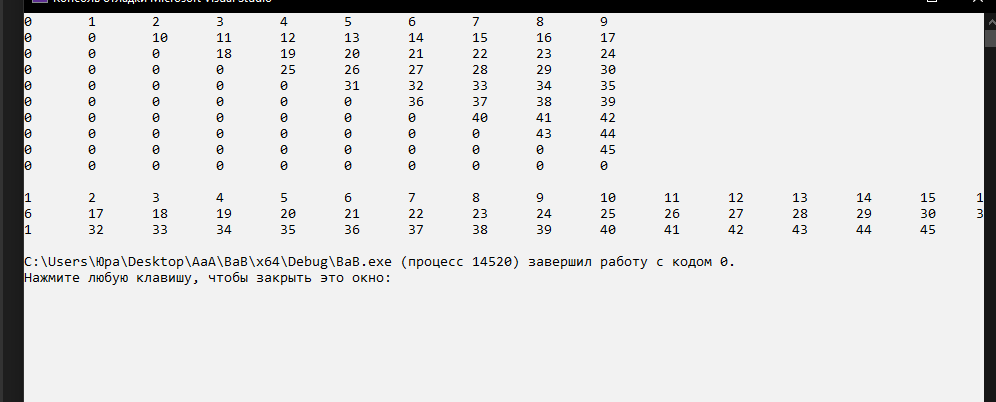 Консоль отладки Microsoft Visual Studio
0 1 2 3 4 5 6 7 8 9
0 0 10 11 12 13 14 15 16 17
0 0 0 18 19 20 21 22 23 24
0 0 0 0 25 26 27 28 29 30
0 0 0 0 0 31 32 33 34 35
0 0 0 0 0 0 36 37 38 39
0 0 0 0 0 0 0 40 41 42
0 0 0 0 0 0 0 0 43 44
0 0 0 0 0 0 0 0 0 45
0 0 0 0 0 0 0 0 0 0
1 2 3 4 5 6 7 8 9 10 11 12 13 14 15 1
6 17 18 19 20 21 22 23 24 25 26 27 28 29 30 3
1 32 33 34 35 36 37 38 39 40 41 42 43 44 45
C:\Users\Юра\Desktop\AaA\BaB\x64\Debug\BaB.exe (процесс 14520) завершил работу с кодом 0.
Нажмите любую клавишу, чтобы закрыть это окно: